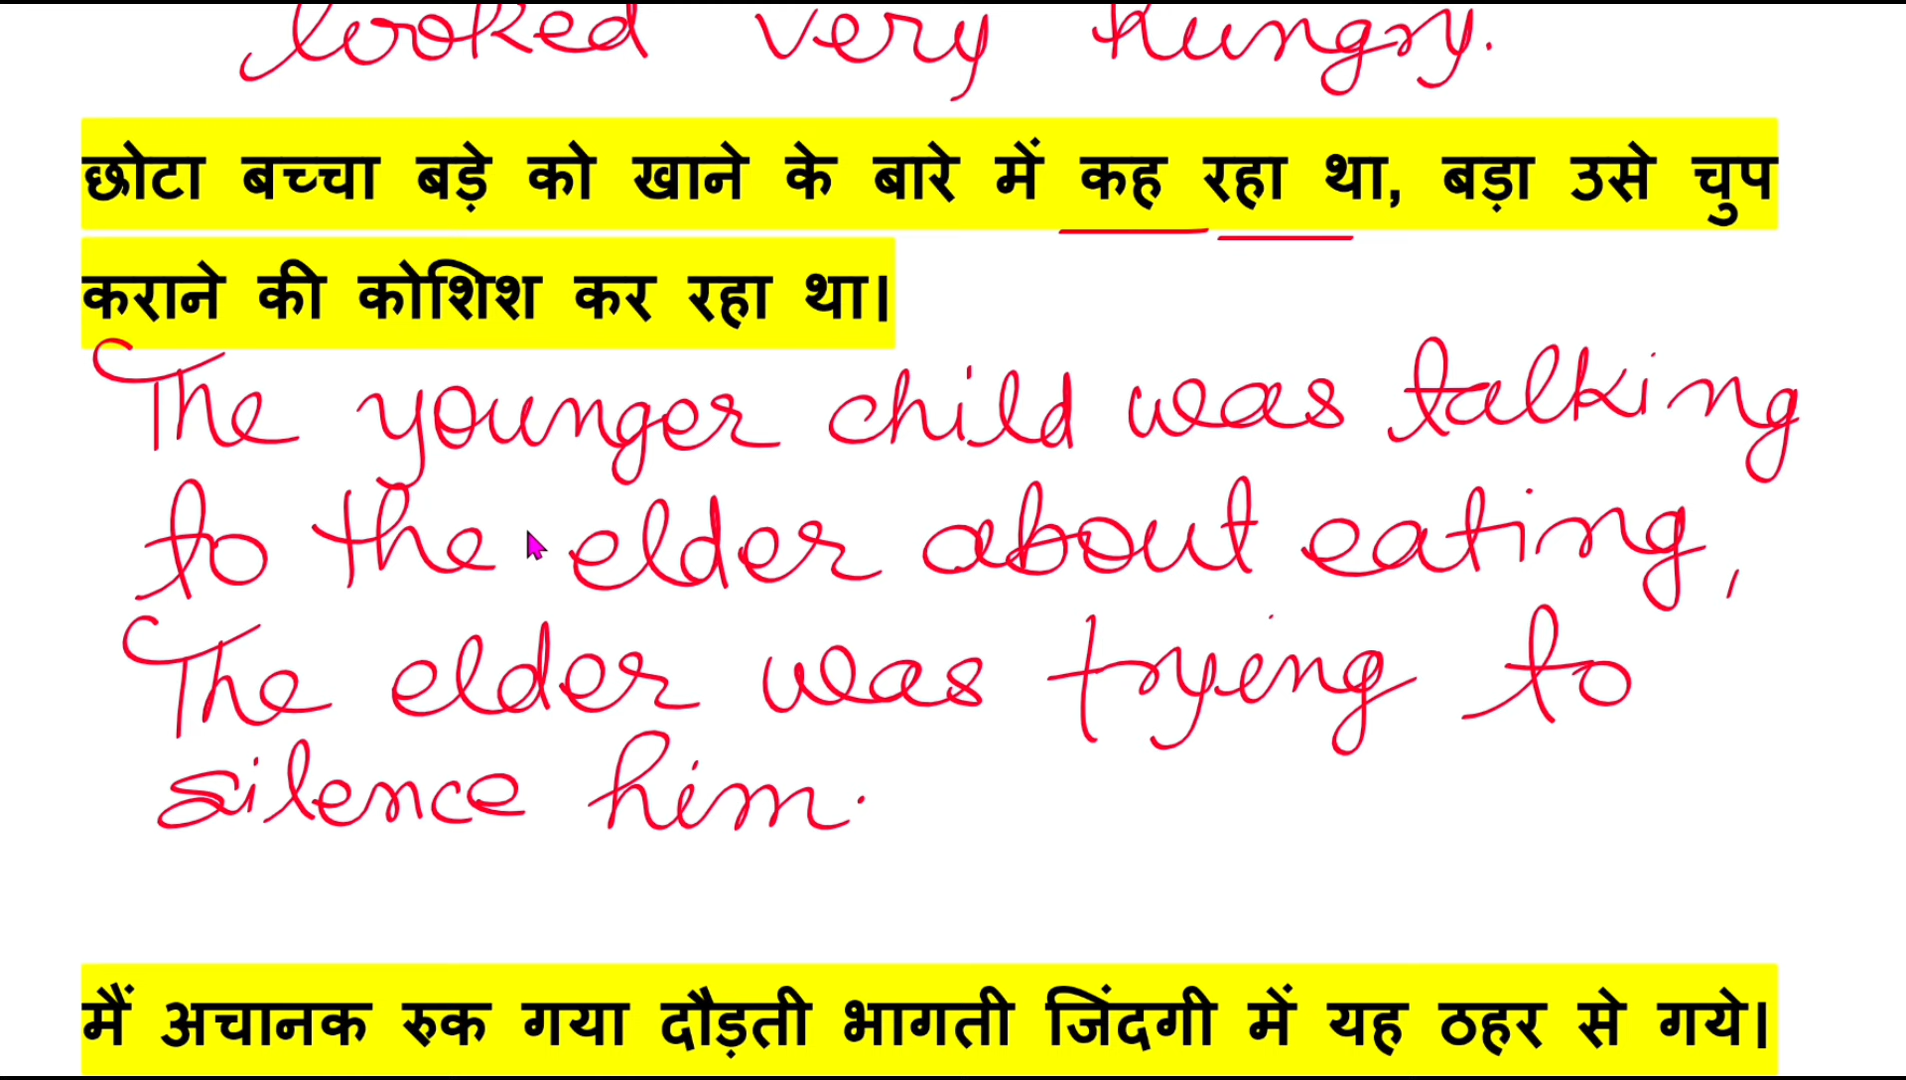 looked very hungry.
छोटा बच्चा बड़े को खाने के बारे में कह रहा था, बड़ा उसे चुप
कराने की कोशिश कर रहा था।
The younger child was talking
to the elder about eating,
The elder was trying to
silence him.
मैं अचानक रुक गया दौड़ती भागती जिंदगी में यह ठहर से गये।